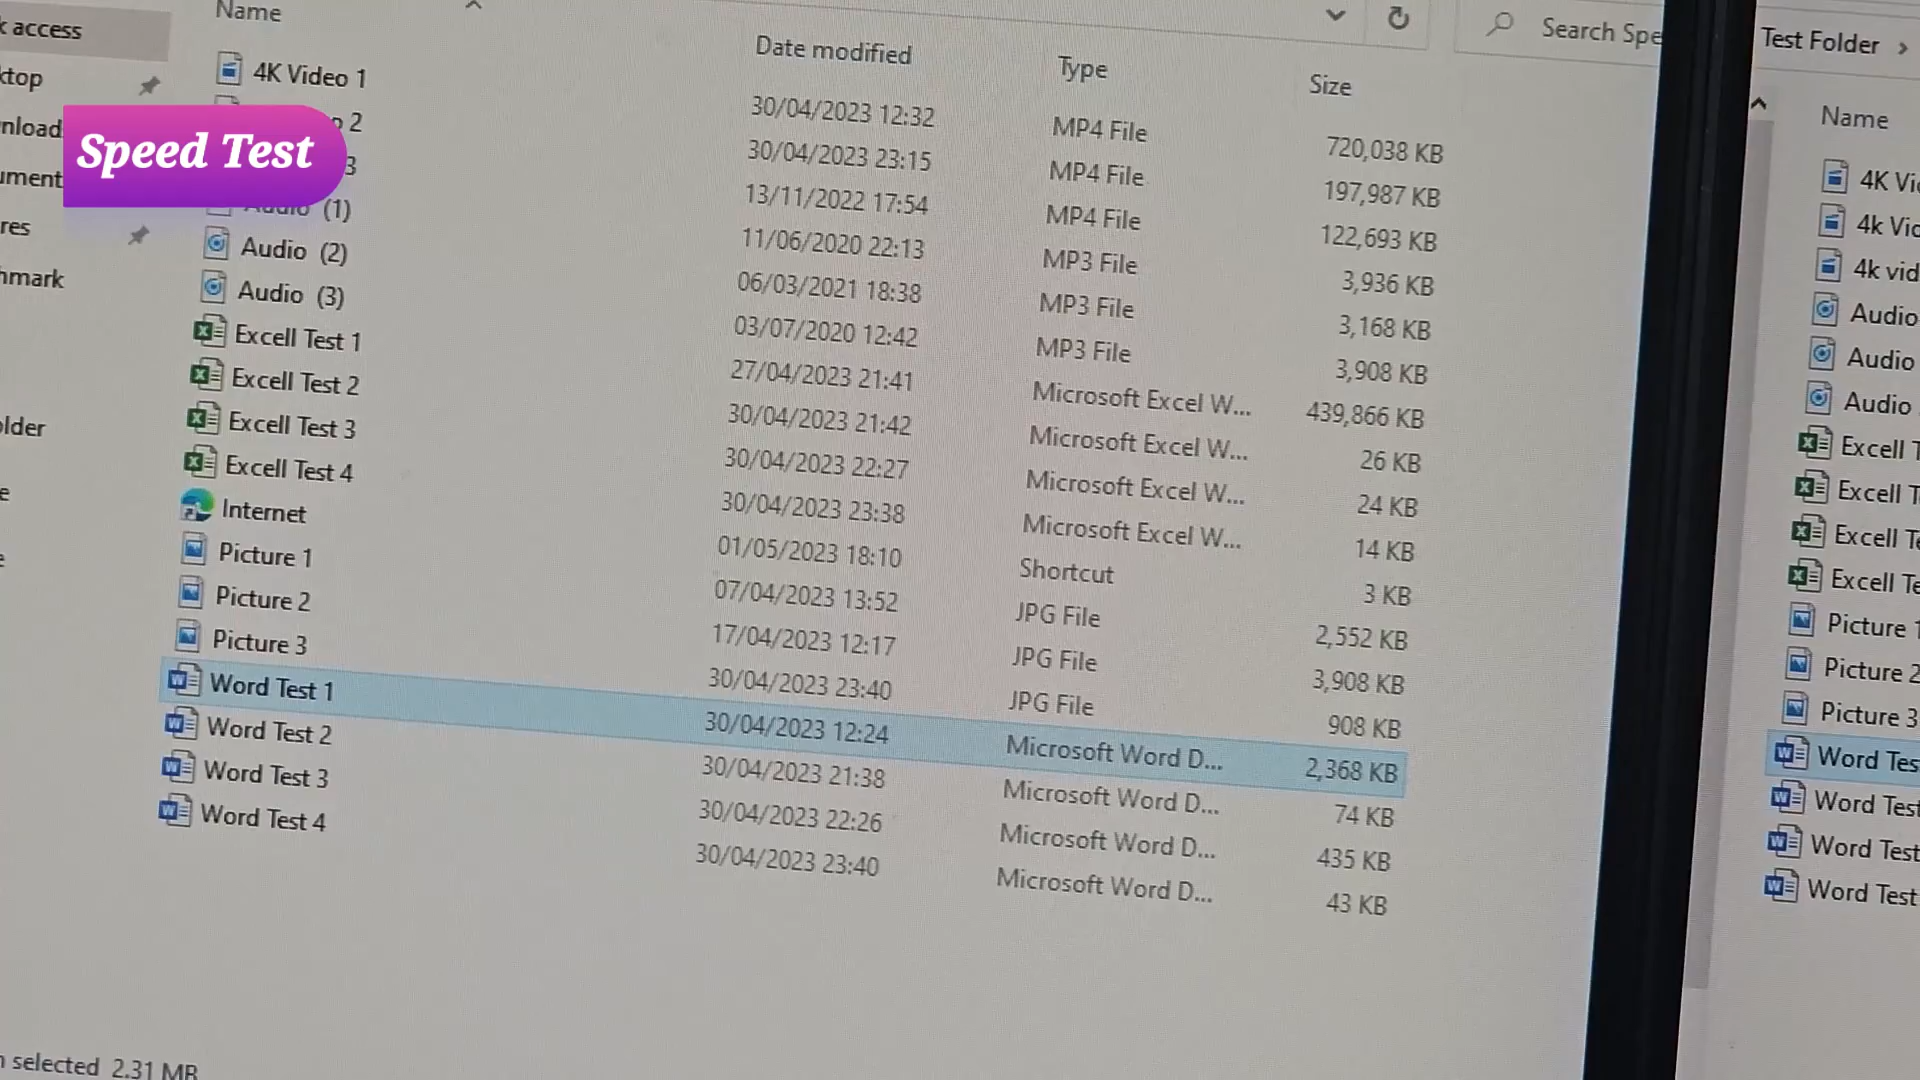 Name Date modified Type Size Search Spe
access
ktop
Speed Test
4K Video 1 30/04/2023 12:32 MP4 File 720,038 KB
2 30/04/2023 23:15 MP4 File 197,987 KB
3 13/11/2022 17:54 MP4 File 122,693 KB
Audio (1) 11/06/2020 22:13 MP3 File 3,936 KB
Audio (2) 06/03/2021 18:38 MP3 File 3,168 KB
Audio (3) 03/07/2020 12:42 MP3 File 3,908 KB
Excell Test 1 27/04/2023 21:41 Microsoft Excel W... 439,866 KB
Excell Test 2 30/04/2023 21:42 Microsoft Excel W... 26 KB
Excell Test 3 30/04/2023 22:27 Microsoft Excel W... 24 KB
Excell Test 4 30/04/2023 23:38 Microsoft Excel W... 14 KB
Internet 01/05/2023 18:10 Shortcut 3 KB
Picture 1 07/04/2023 13:52 JPG File 2,552 KB
Picture 2 17/04/2023 12:17 JPG File 3,908 KB
Picture 3 30/04/2023 23:40 JPG File 908 KB
Word Test 1 30/04/2023 12:24 Microsoft Word D... 2,368 KB
Word Test 2 30/04/2023 21:38 Microsoft Word D... 74 KB
Word Test 3 30/04/2023 22:26 Microsoft Word D... 435 KB
Word Test 4 30/04/2023 23:40 Microsoft Word D... 43 KB
selected 2.31 MB
Test Folder >
Name
4K Vi
4k Vi
4k vid
Audio
Audio
Audio
Excell T
Excell T
Excell Te
Excell Te
Picture 1
Picture 2
Picture 3
Word Tes
Word Test
Word Test
Word Test